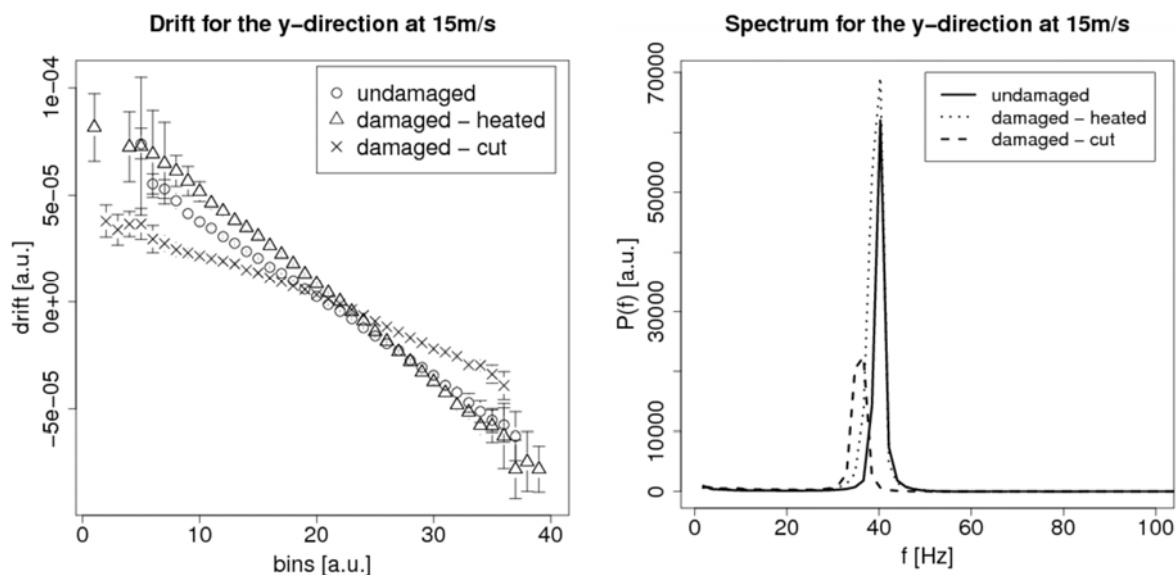 Drift for the y−direction at 15m/s
undamaged
damaged − heated
damaged − cut
1e−04
5e−05
0e+00
−5e−05
drift [a.u.]
0 10 20 30 40
bins [a.u.]
Spectrum for the y−direction at 15m/s
undamaged
damaged − heated
damaged − cut
70000
50000
30000
10000
0
P(f) [a.u.]
0 20 40 60 80 100
f [Hz]